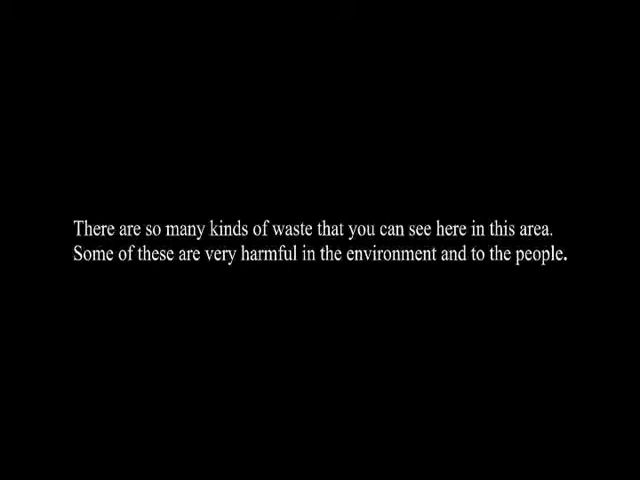 There are so many kinds of waste that you can see here in this area.
Some of these are very harmful in the environment and to the people.